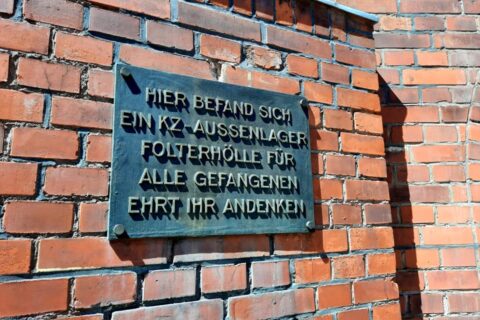 HIER BEFAND SICH
EIN KZ-AUSSENLAGER
FOLTERHÖLLE FÜR
ALLE GEFANGENEN
EHRT IHR ANDENKEN